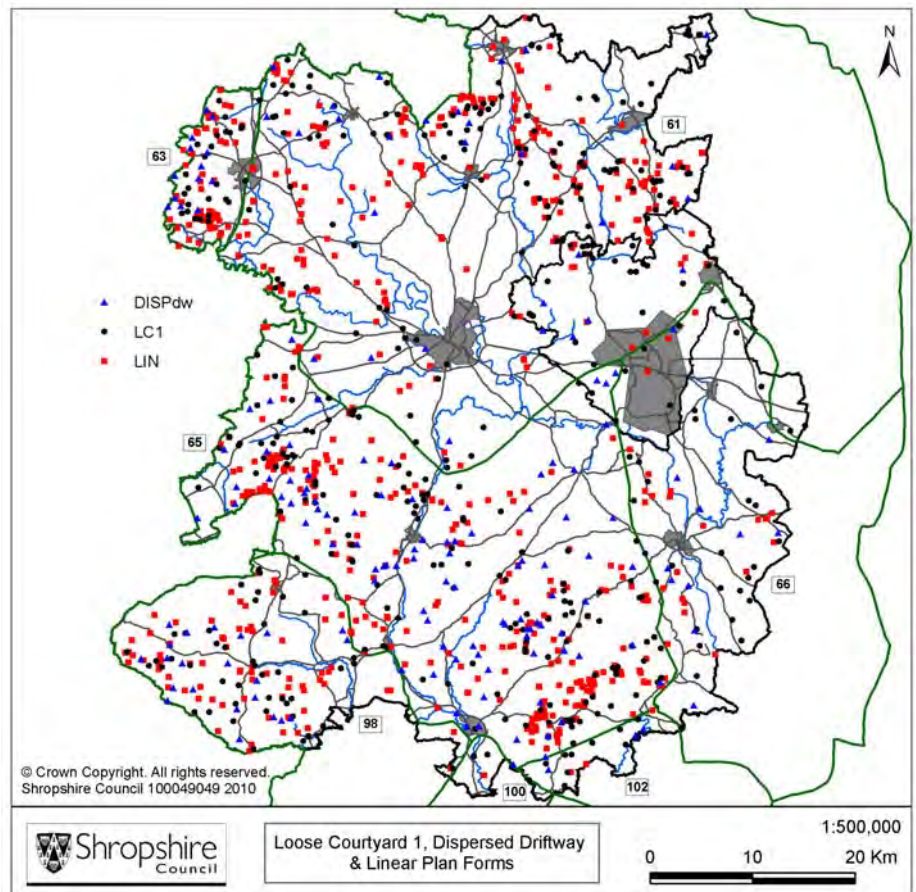 N
61
63
DISPdw
LC1
LIN
65
66
98
100
102
© Crown Copyright. All rights reserved.
Shropshire Council 100049049 2010
Shropshire
Council
Loose Courtyard 1, Dispersed Driftway
& Linear Plan Forms
1:500,000
0 10 20 Km